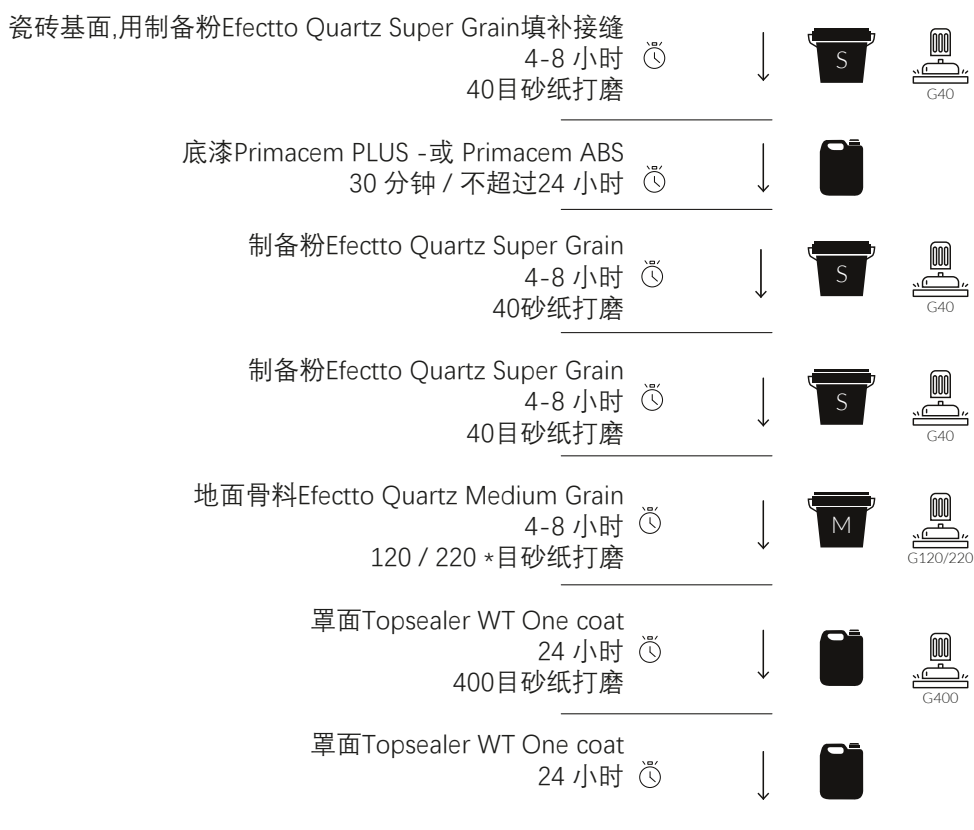 瓷砖基面,用制备粉Efectto Quartz Super Grain填补接缝
4-8 小时
40目砂纸打磨
S
G40
底漆Primacem PLUS -或 Primacem ABS
30 分钟 / 不超过24 小时
制备粉Efectto Quartz Super Grain
4-8 小时
40砂纸打磨
S
G40
制备粉Efectto Quartz Super Grain
4-8 小时
40目砂纸打磨
S
G40
地面骨料Efectto Quartz Medium Grain
4-8 小时
120 / 220 *目砂纸打磨
M
G120/220
罩面Topsealer WT One coat
24 小时
400目砂纸打磨
G400
罩面Topsealer WT One coat
24 小时